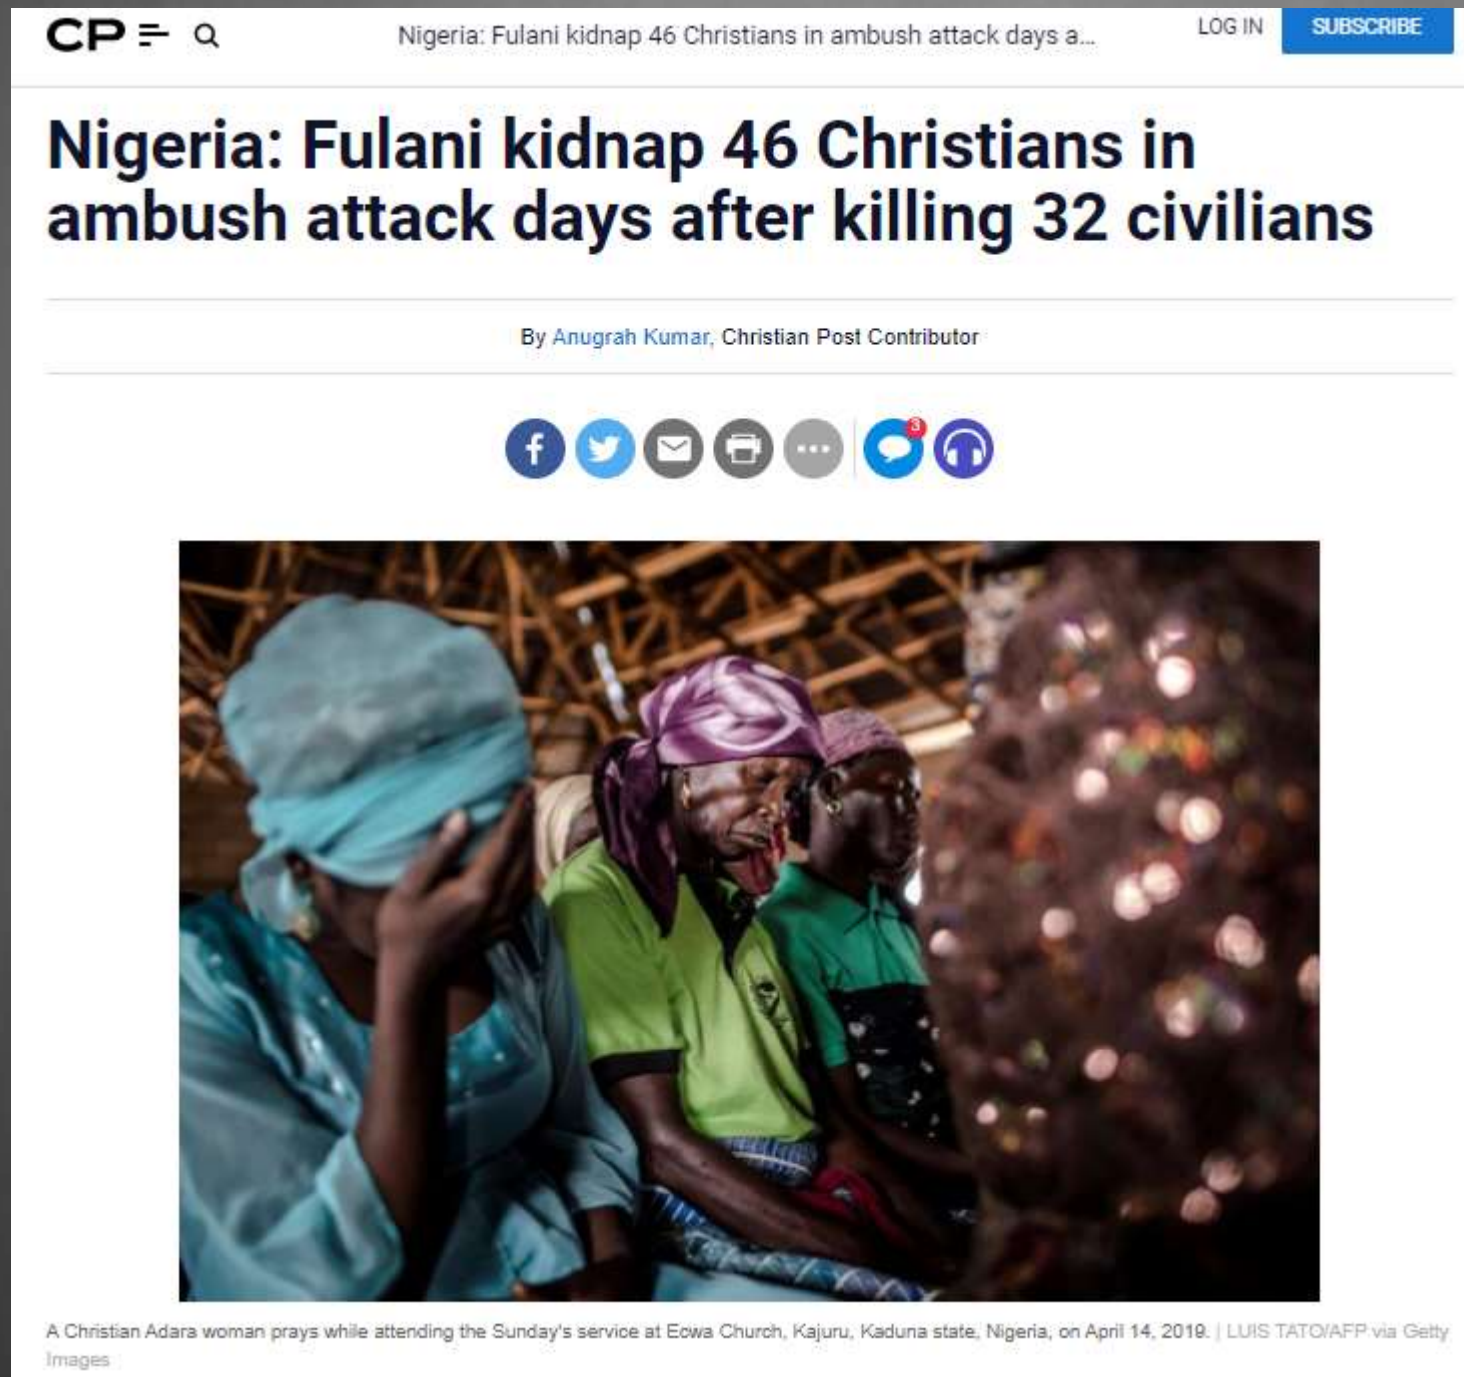 CP
Nigeria: Fulani kidnap 46 Christians in ambush attack days a...
LOG IN
SUBSCRIBE
Nigeria: Fulani kidnap 46 Christians in
ambush attack days after killing 32 civilians
By Anugrah Kumar, Christian Post Contributor
3
A Christian Adara woman prays while attending the Sunday's service at Ecwa Church, Kajuru, Kaduna state, Nigeria, on April 14, 2019. | LUIS TATO/AFP via Getty
Images